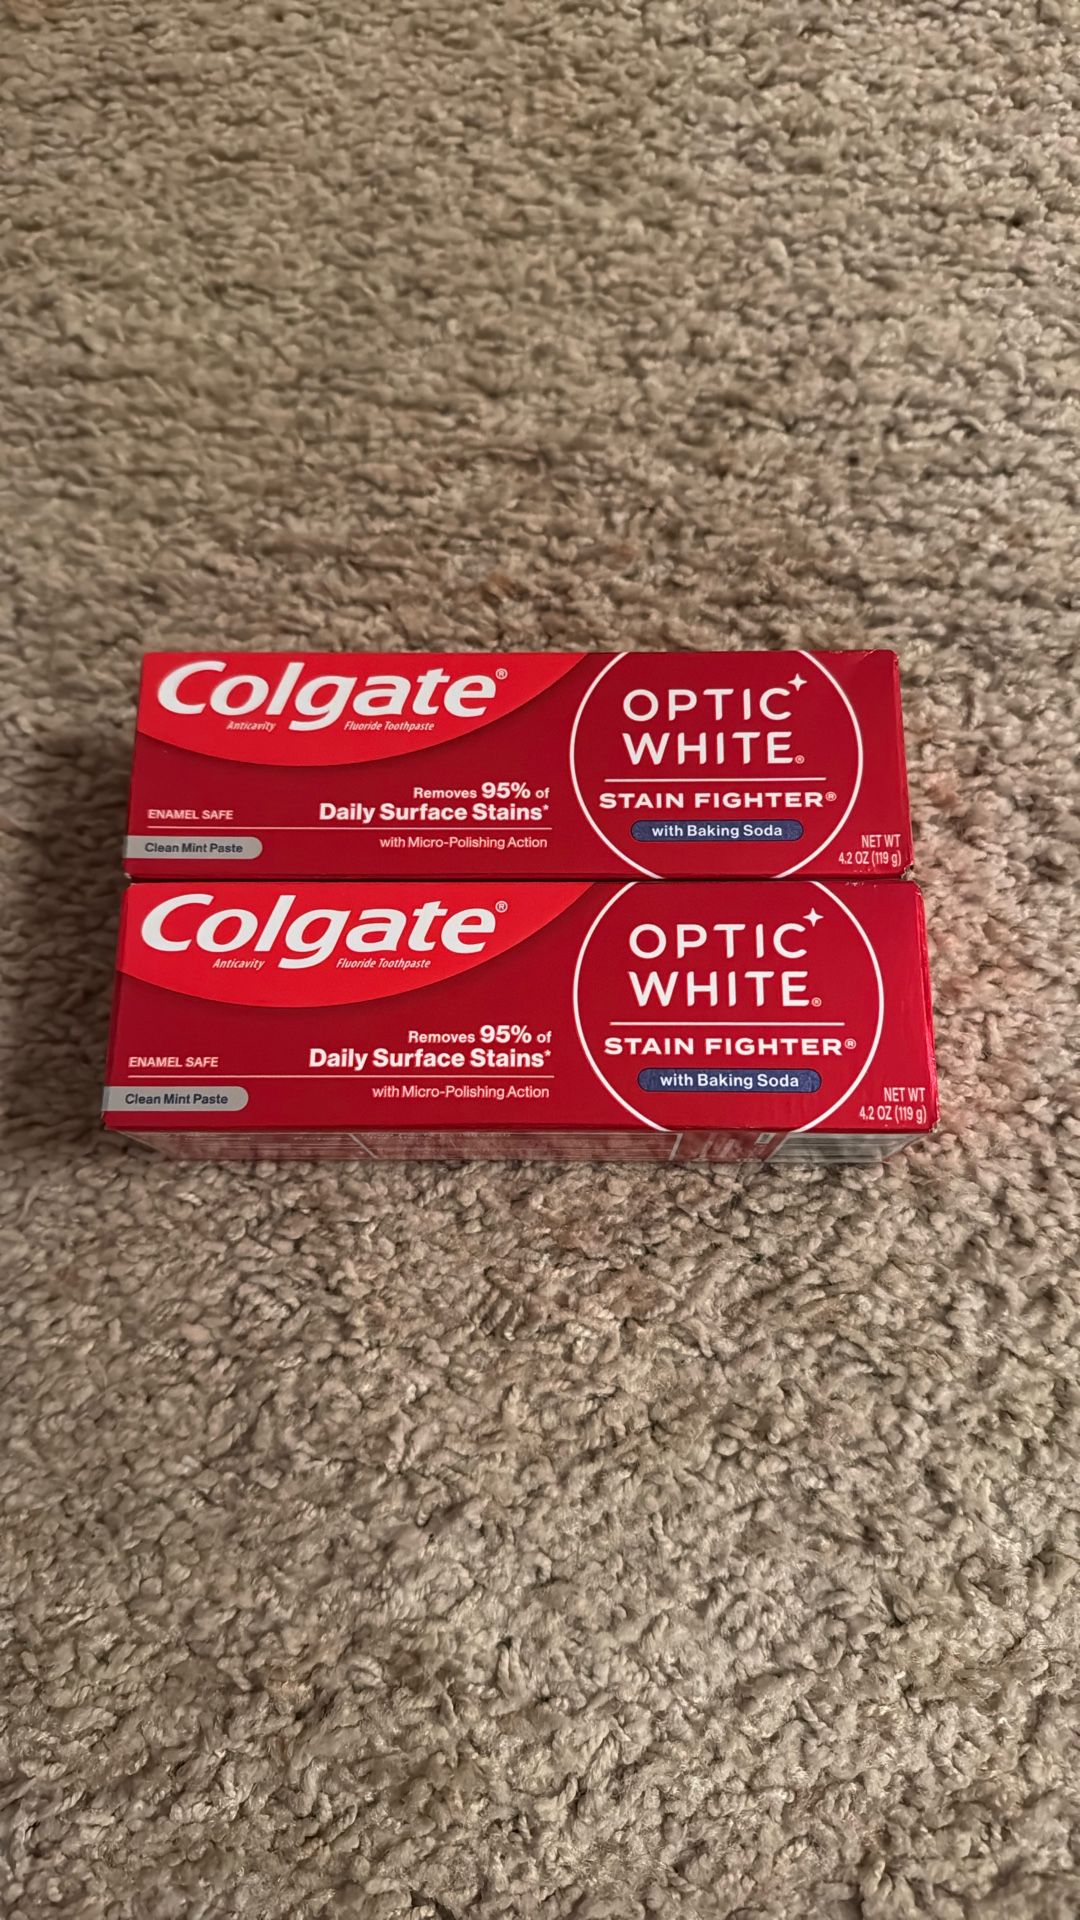 Colgate®
Anticavity Fluoride Toothpaste
Removes 95% of
Daily Surface Stains*
with Micro-Polishing Action
ENAMEL SAFE
Clean Mint Paste
OPTIC
WHITE®
STAIN FIGHTER®
with Baking Soda
NET WT
4.2 OZ (119 g)
Colgate®
Anticavity Fluoride Toothpaste
Removes 95% of
Daily Surface Stains*
with Micro-Polishing Action
ENAMEL SAFE
Clean Mint Paste
OPTIC
WHITE®
STAIN FIGHTER®
with Baking Soda
NET WT
4.2 OZ (119 g)